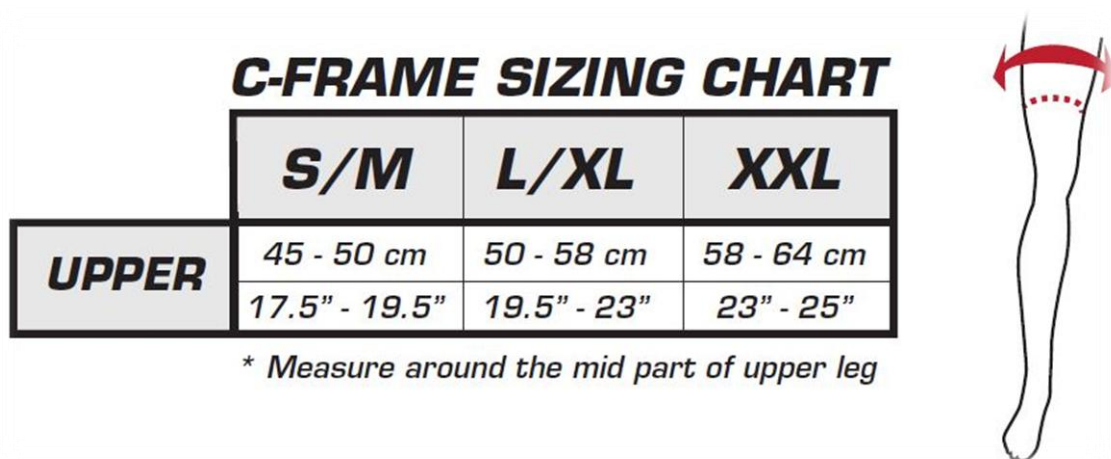 C-FRAME SIZING CHART
S/M L/XL XXL
UPPER
45 - 50 cm 50 - 58 cm 58 - 64 cm
17.5” - 19.5” 19.5” - 23” 23” - 25”
* Measure around the mid part of upper leg